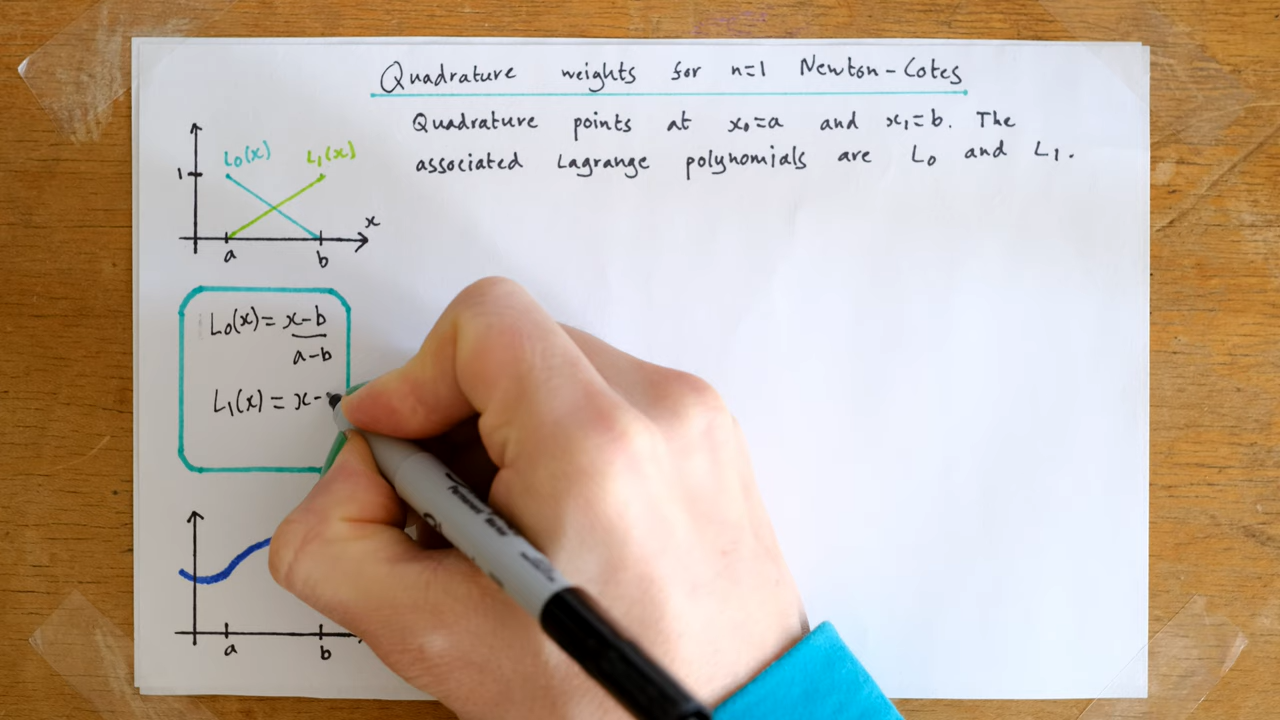 Quadrature weights for n=1 Newton-Cotes
Quadrature points at x₀=a and x₁=b. The
associated Lagrange polynomials are L₀ and L₁.
L₀(x) L₁(x)
1
x
a b
L₀(x) = x-b
a-b
L₁(x) = x-
a b